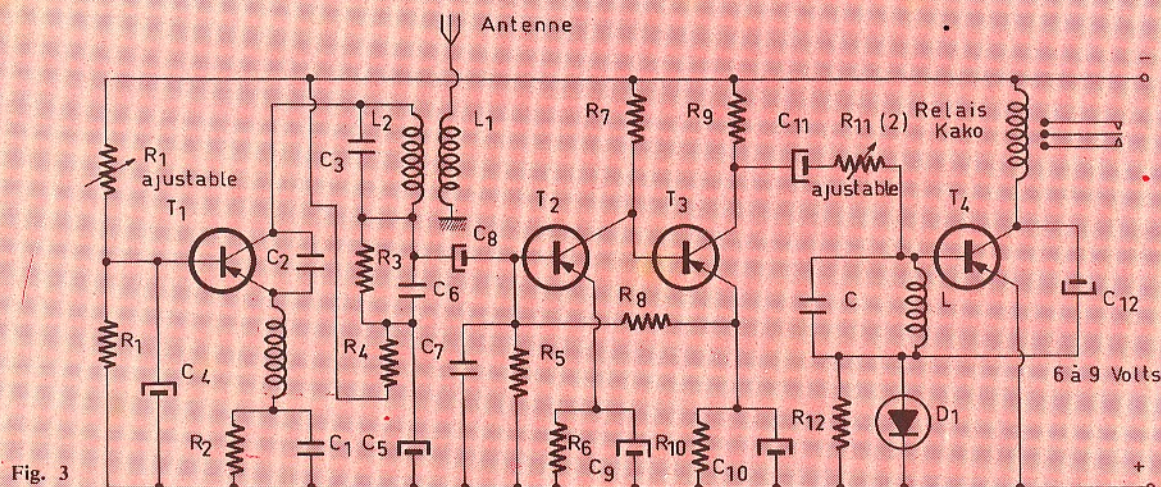 Antenne
−
R1
ajustable
T1
C2
C3
L2
L1
R3
C6
C8
T2
R7
T3
R9
C11
R11 (2)
ajustable
Relais
Kako
T4
C12
C
L
R8
R1
C4
R4
C7
R5
6 à 9 Volts
R2
C1
C5
R6
C9
R10
C10
R12
D1
+
Fig. 3